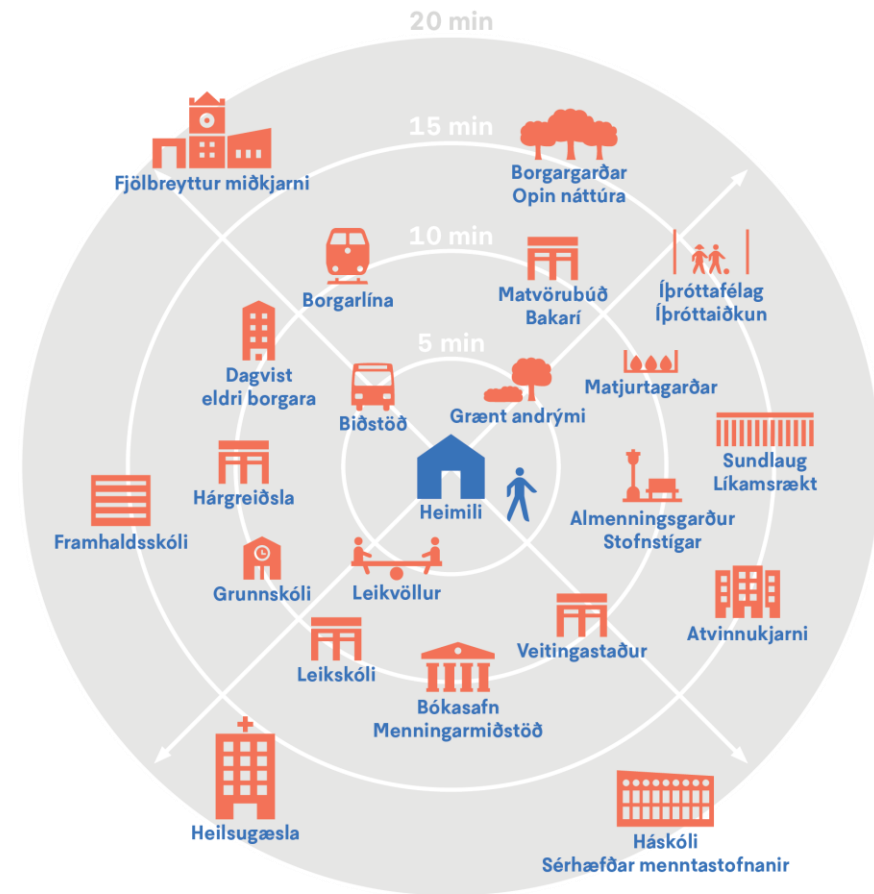 20 min
15 min
Fjölbreyttur miðkjarni
Borgargarðar
Opin náttúra
10 min
Borgarlína
Matvörubúð
Bakarí
Íþróttafélag
Íþróttaiðkun
5 min
Dagvist
eldri borgara
Biðstöð
Grænt andrými
Matjurtagarðar
Hárgreiðsla
Heimili
Almenningsgarður
Stofnstígar
Sundlaug
Líkamsrækt
Framhaldsskóli
Grunnskóli
Leikvöllur
Atvinnukjarni
Leikskóli
Veitingastaður
Bókasafn
Menningarmiðstöð
Heilsugæsla
Háskóli
Sérhæfðar menntastofnanir